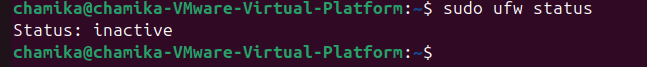 chamika@chamika-VMware-Virtual-Platform:~$ sudo ufw status
Status: inactive
chamika@chamika-VMware-Virtual-Platform:~$